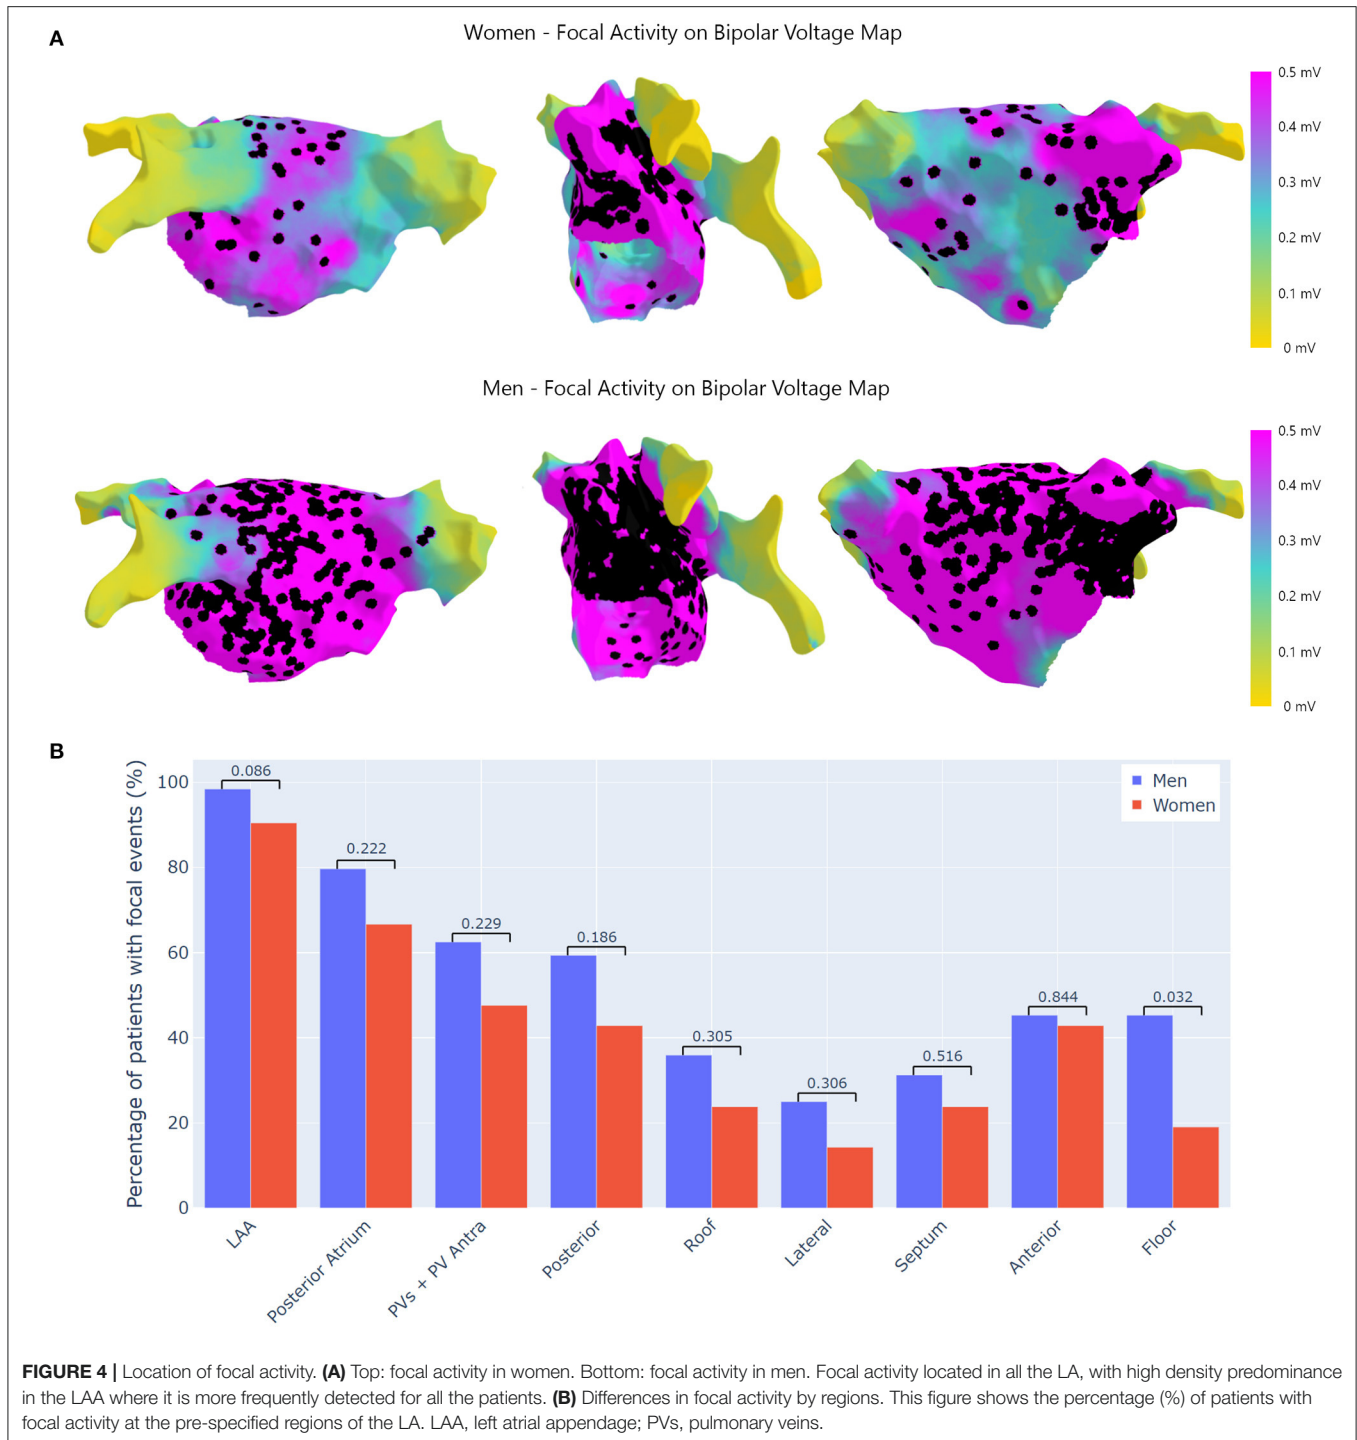 A
Women - Focal Activity on Bipolar Voltage Map
0.5 mV
0.4 mV
0.3 mV
0.2 mV
0.1 mV
0 mV
Men - Focal Activity on Bipolar Voltage Map
0.5 mV
0.4 mV
0.3 mV
0.2 mV
0.1 mV
0 mV
B
Percentage of patients with focal events (%)
100
80
60
40
20
0
0.086
0.222
0.229
0.186
0.305
0.306
0.516
0.844
0.032
Men
Women
LAA
Posterior Atrium
PVs + PV Antra
Posterior
Roof
Lateral
Septum
Anterior
Floor
FIGURE 4 | Location of focal activity. (A) Top: focal activity in women. Bottom: focal activity in men. Focal activity located in all the LA, with high density predominance
in the LAA where it is more frequently detected for all the patients. (B) Differences in focal activity by regions. This figure shows the percentage (%) of patients with
focal activity at the pre-specified regions of the LA. LAA, left atrial appendage; PVs, pulmonary veins.